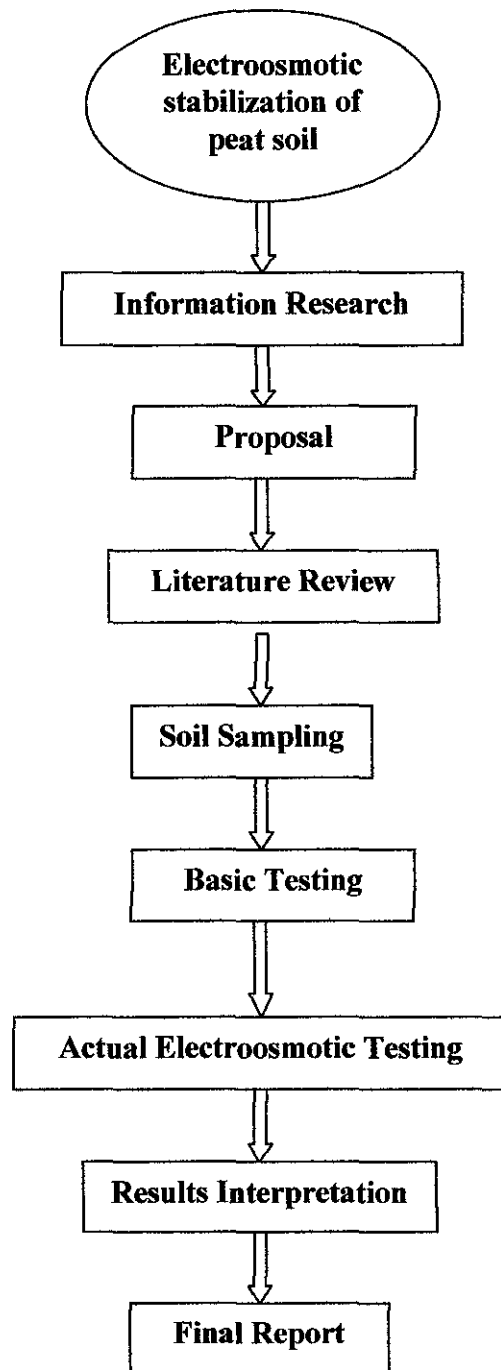 Electroosmotic
stabilization of
peat soil
Information Research
Proposal
Literature Review
Soil Sampling
Basic Testing
Actual Electroosmotic Testing
Results Interpretation
Final Report